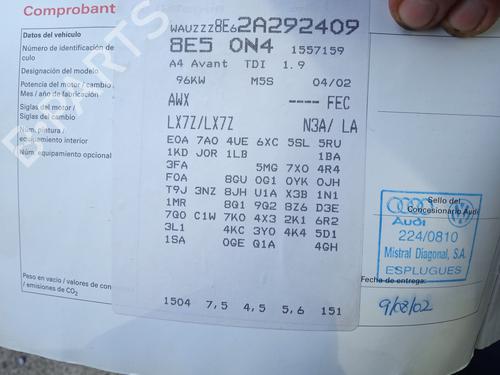 Comprobant
Datos del vehículo
Número de identificación de
culo
Designación del modelo
Potencia del motor / cambio
Mes / año de fabricación
Siglas del motor /
Siglas del cambio
Núm. pintura /
equipamiento interior
Núm. equipamiento opcional
Peso en vacío / valores de con
/ emisiones de CO2
WAUZZZ8E62A292409
8E5 0N4 1557159
A4 Avant TDI 1.9
96KW M5S 04/02
AWX ---- FEC
LX7Z/LX7Z N3A/ LA
E0A 7A0 4UE 6XC 5SL 5RU
1KD J0R 1LB 1BA
3FA 5MG 7X0 4R4
F0A 8GU 0G1 0YK 0JH
T9J 3NZ 8JH U1A X3B 1N1
1MR 8Q1 9Q2 8Z6 D3E
7G0 C1W 7K0 4X3 2K1 6R2
3L1 4KC 3Y0 4K4 5D1
1SA 0GE Q1A 4GH
1504 7,5 4,5 5,6 151
Sello del
Concesionario Audi
Audi
224/0810
Mistral Diagonal, S.A.
ESPLUGUES
Fecha de entrega:
9/08/02